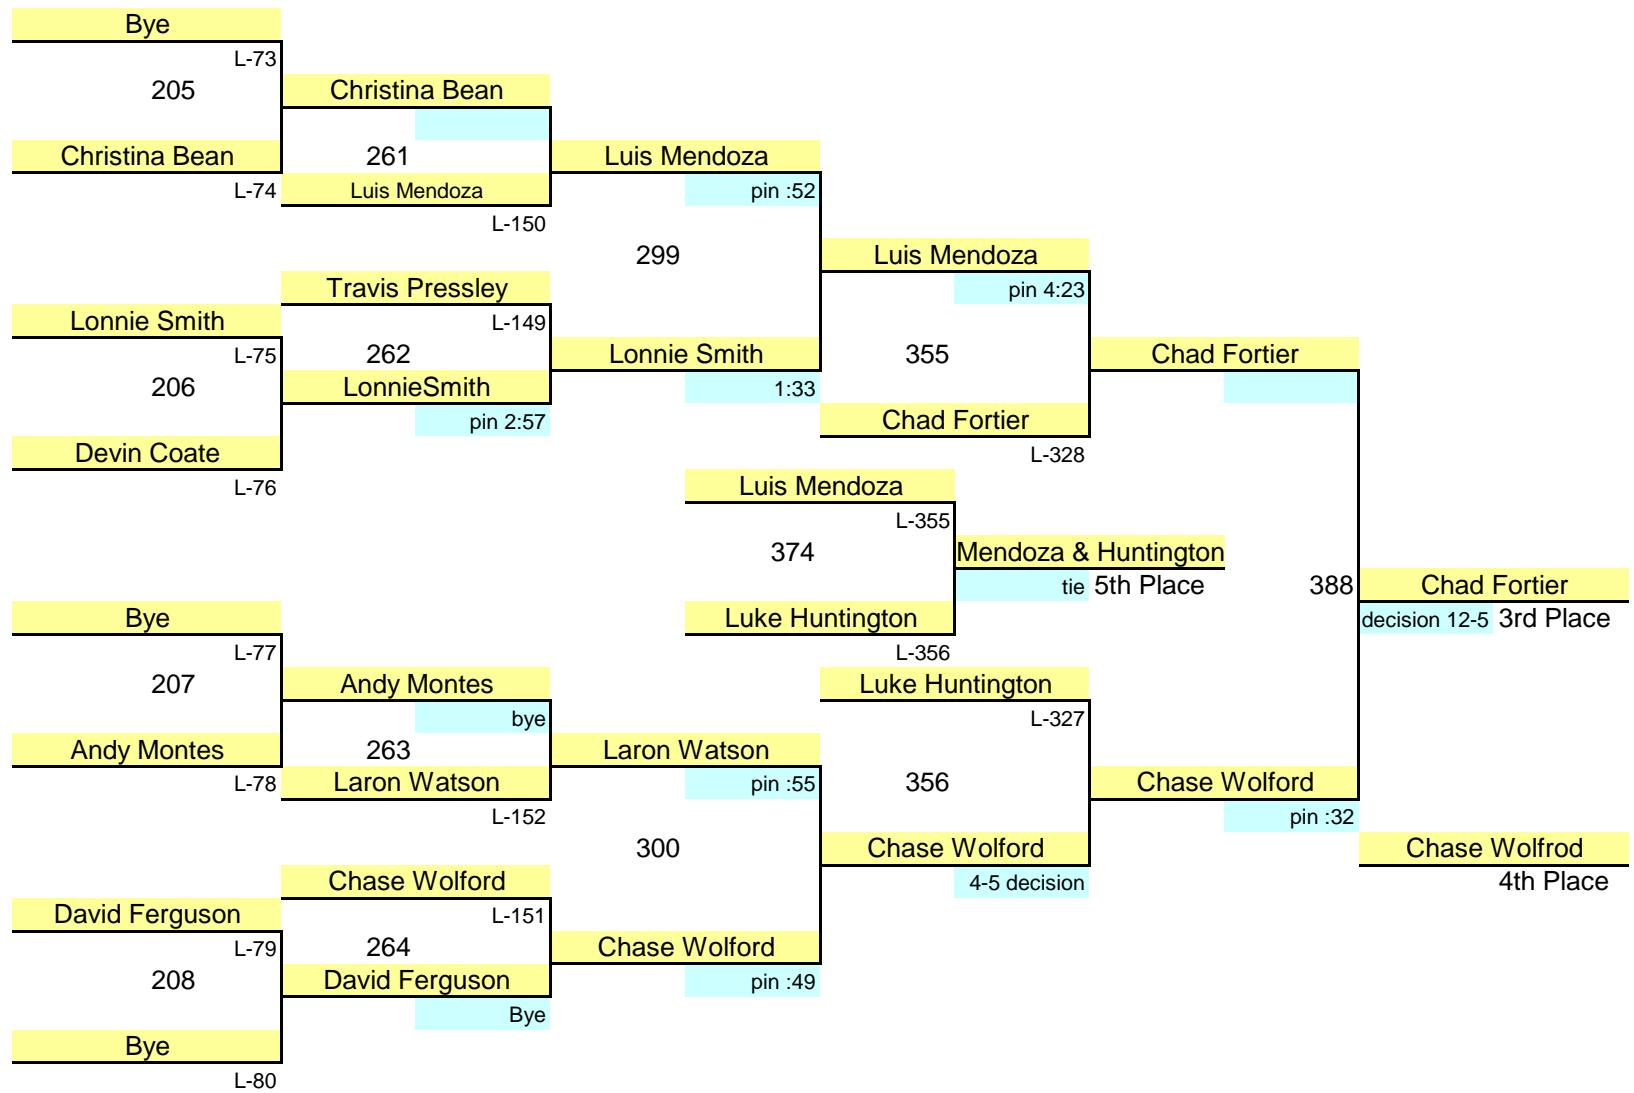 Bye
L-73
205
Christina Bean
Christina Bean
261
Luis Mendoza
L-74
Luis Mendoza
pin :52
L-150
299
Luis Mendoza
Travis Pressley
pin 4:23
Lonnie Smith
L-149
L-75
262
Lonnie Smith
355
Chad Fortier
206
LonnieSmith
1:33
pin 2:57
Chad Fortier
Devin Coate
L-328
L-76
Luis Mendoza
L-355
374
Mendoza & Huntington
tie
5th Place
388
Chad Fortier
Bye
Luke Huntington
decision 12-5
3rd Place
L-77
L-356
207
Andy Montes
Luke Huntington
bye
L-327
Andy Montes
263
Laron Watson
L-78
Laron Watson
pin :55
356
Chase Wolford
L-152
pin :32
300
Chase Wolford
Chase Wolfrod
Chase Wolford
4-5 decision
4th Place
David Ferguson
L-151
L-79
264
Chase Wolford
208
David Ferguson
pin :49
Bye
Bye
L-80